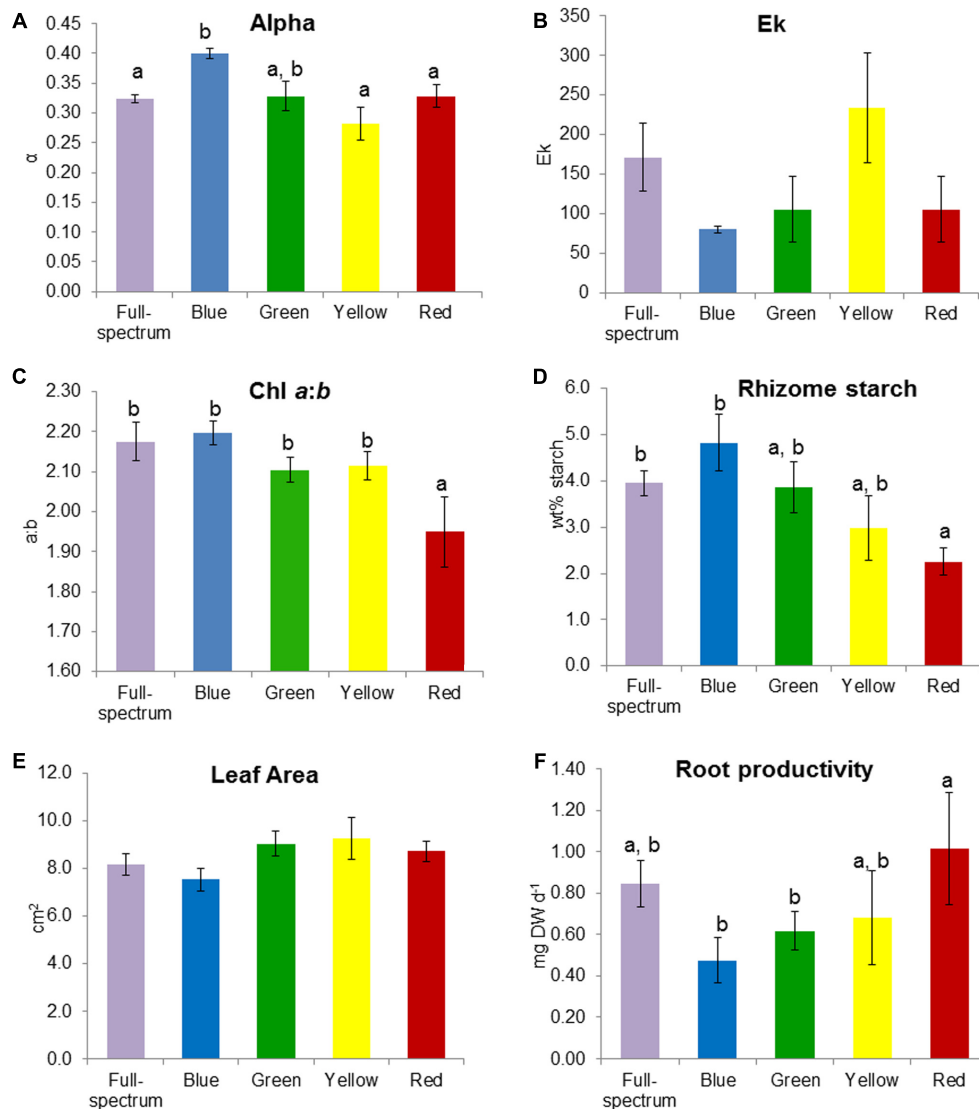 A
Alpha
b
a
a, b
a
a
0.45
0.40
0.35
0.30
0.25
0.20
0.15
0.10
0.05
0.00
α
Full-
spectrum
Blue
Green
Yellow
Red
B
Ek
350
300
250
200
150
100
50
0
Ek
Full-
spectrum
Blue
Green
Yellow
Red
C
Chl a:b
b
b
b
b
a
2.30
2.20
2.10
2.00
1.90
1.80
1.70
1.60
a:b
Full-
spectrum
Blue
Green
Yellow
Red
D
Rhizome starch
b
b
a, b
a, b
a
6.0
5.0
4.0
3.0
2.0
1.0
0.0
wt% starch
Full-
spectrum
Blue
Green
Yellow
Red
E
Leaf Area
12.0
10.0
8.0
6.0
4.0
2.0
0.0
cm²
Full-
spectrum
Blue
Green
Yellow
Red
F
Root productivity
a, b
b
b
a, b
a
1.40
1.20
1.00
0.80
0.60
0.40
0.20
0.00
mg DW d⁻¹
Full-
spectrum
Blue
Green
Yellow
Red